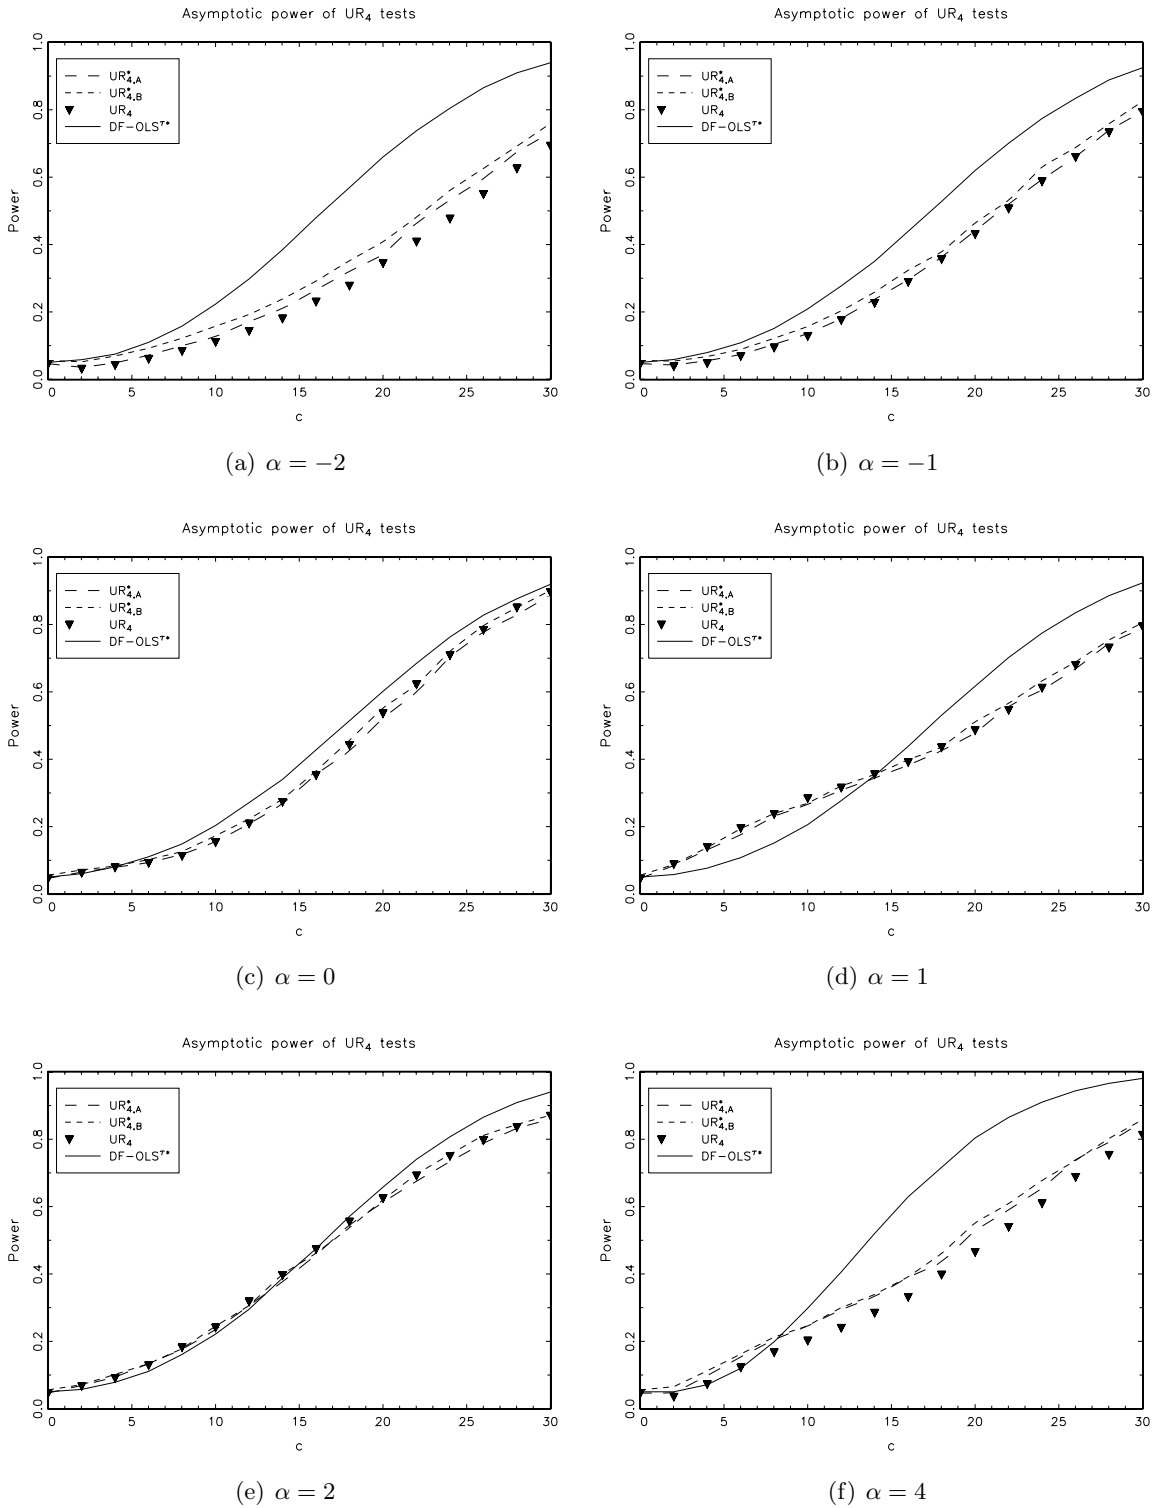 Asymptotic power of UR₄ tests
Asymptotic power of UR₄ tests
1.0
0.8
0.6
0.4
0.2
0.0
Power
UR*₄,A
UR*₄,B
UR₄
DF-OLSᵀ*
0 5 10 15 20 25 30
c
1.0
0.8
0.6
0.4
0.2
0.0
Power
UR*₄,A
UR*₄,B
UR₄
DF-OLSᵀ*
0 5 10 15 20 25 30
c
(a) α = −2
(b) α = −1
Asymptotic power of UR₄ tests
Asymptotic power of UR₄ tests
1.0
0.8
0.6
0.4
0.2
0.0
Power
UR*₄,A
UR*₄,B
UR₄
DF-OLSᵀ*
0 5 10 15 20 25 30
c
1.0
0.8
0.6
0.4
0.2
0.0
Power
UR*₄,A
UR*₄,B
UR₄
DF-OLSᵀ*
0 5 10 15 20 25 30
c
(c) α = 0
(d) α = 1
Asymptotic power of UR₄ tests
Asymptotic power of UR₄ tests
1.0
0.8
0.6
0.4
0.2
0.0
Power
UR*₄,A
UR*₄,B
UR₄
DF-OLSᵀ*
0 5 10 15 20 25 30
c
1.0
0.8
0.6
0.4
0.2
0.0
Power
UR*₄,A
UR*₄,B
UR₄
DF-OLSᵀ*
0 5 10 15 20 25 30
c
(e) α = 2
(f) α = 4